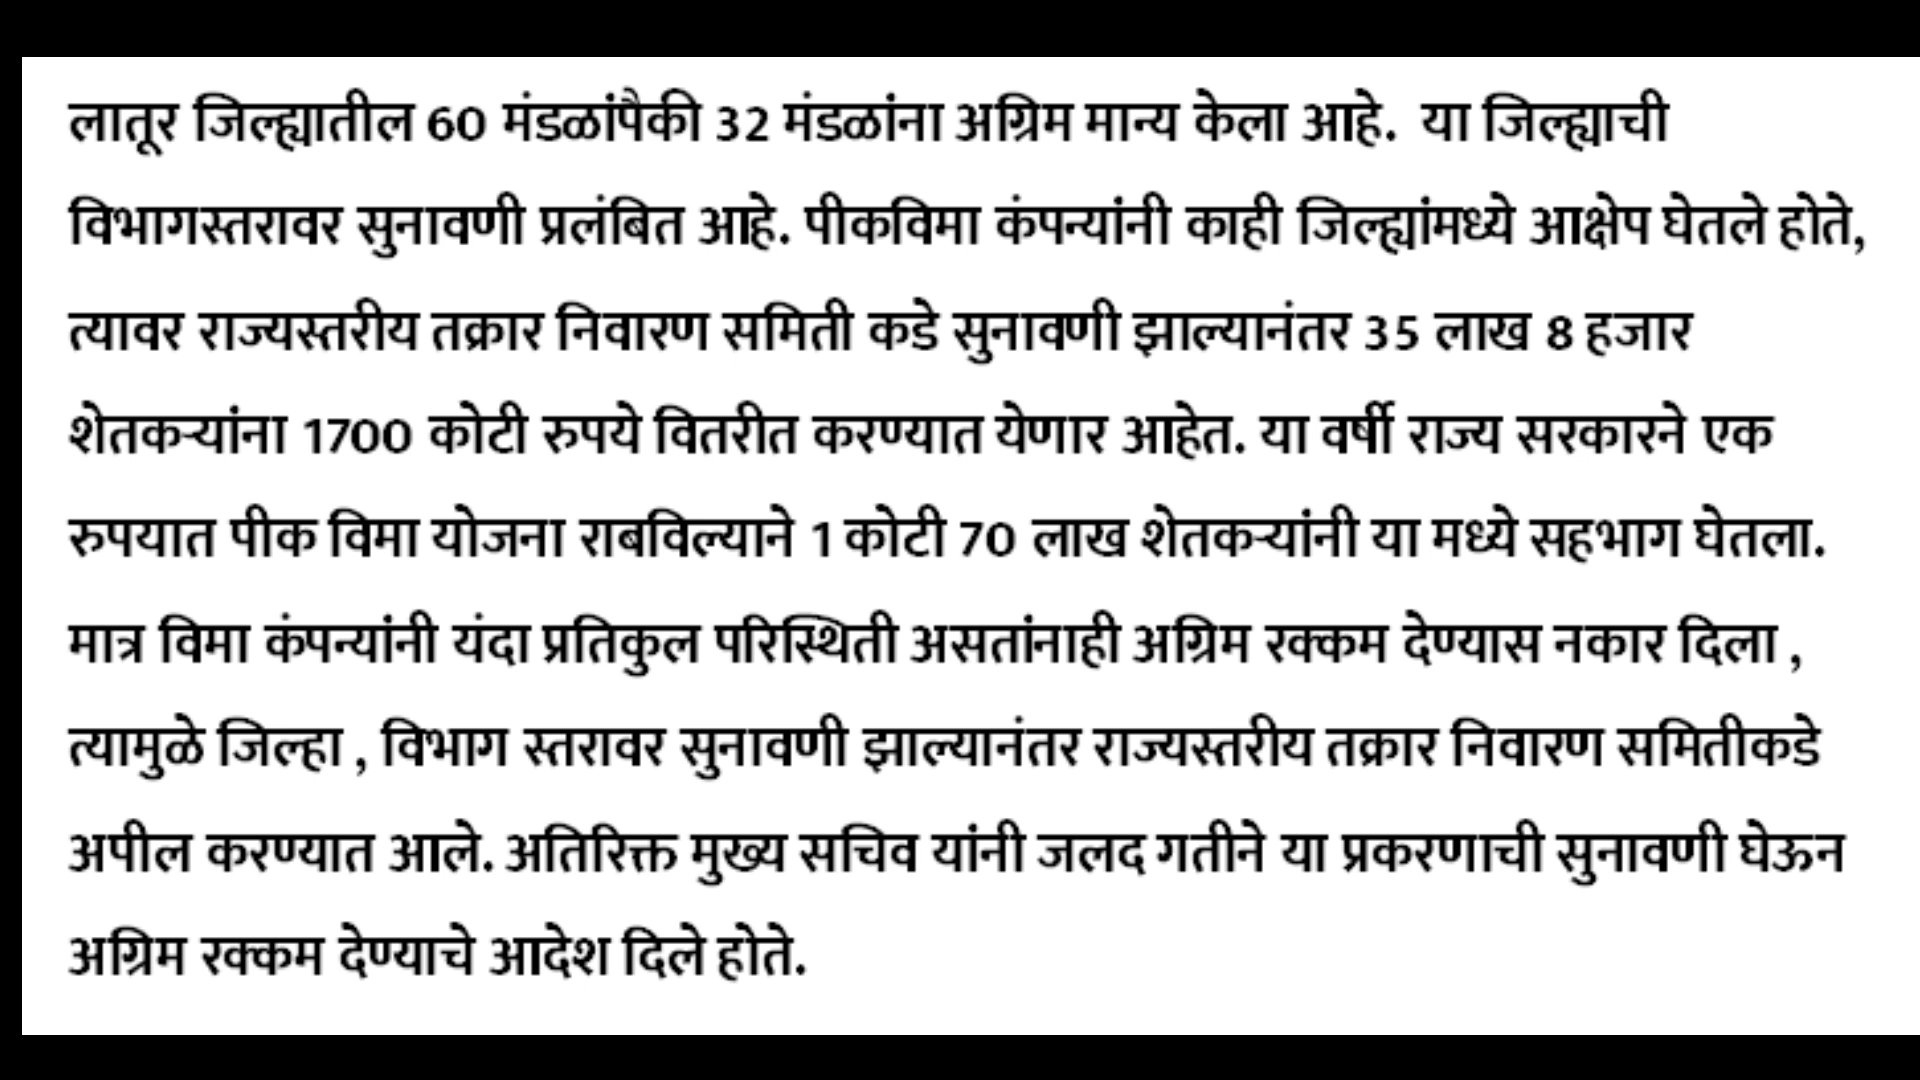 लातूर जिल्ह्यातील 60 मंडळांपैकी 32 मंडळांना अग्रिम मान्य केला आहे. या जिल्ह्याची
विभागस्तरावर सुनावणी प्रलंबित आहे. पीकविमा कंपन्यांनी काही जिल्ह्यांमध्ये आक्षेप घेतले होते,
त्यावर राज्यस्तरीय तक्रार निवारण समिती कडे सुनावणी झाल्यानंतर 35 लाख 8 हजार
शेतकऱ्यांना 1700 कोटी रुपये वितरीत करण्यात येणार आहेत. या वर्षी राज्य सरकारने एक
रुपयात पीक विमा योजना राबविल्याने 1 कोटी 70 लाख शेतकऱ्यांनी या मध्ये सहभाग घेतला.
मात्र विमा कंपन्यांनी यंदा प्रतिकुल परिस्थिती असतांनाही अग्रिम रक्कम देण्यास नकार दिला ,
त्यामुळे जिल्हा , विभाग स्तरावर सुनावणी झाल्यानंतर राज्यस्तरीय तक्रार निवारण समितीकडे
अपील करण्यात आले. अतिरिक्त मुख्य सचिव यांनी जलद गतीने या प्रकरणाची सुनावणी घेऊन
अग्रिम रक्कम देण्याचे आदेश दिले होते.